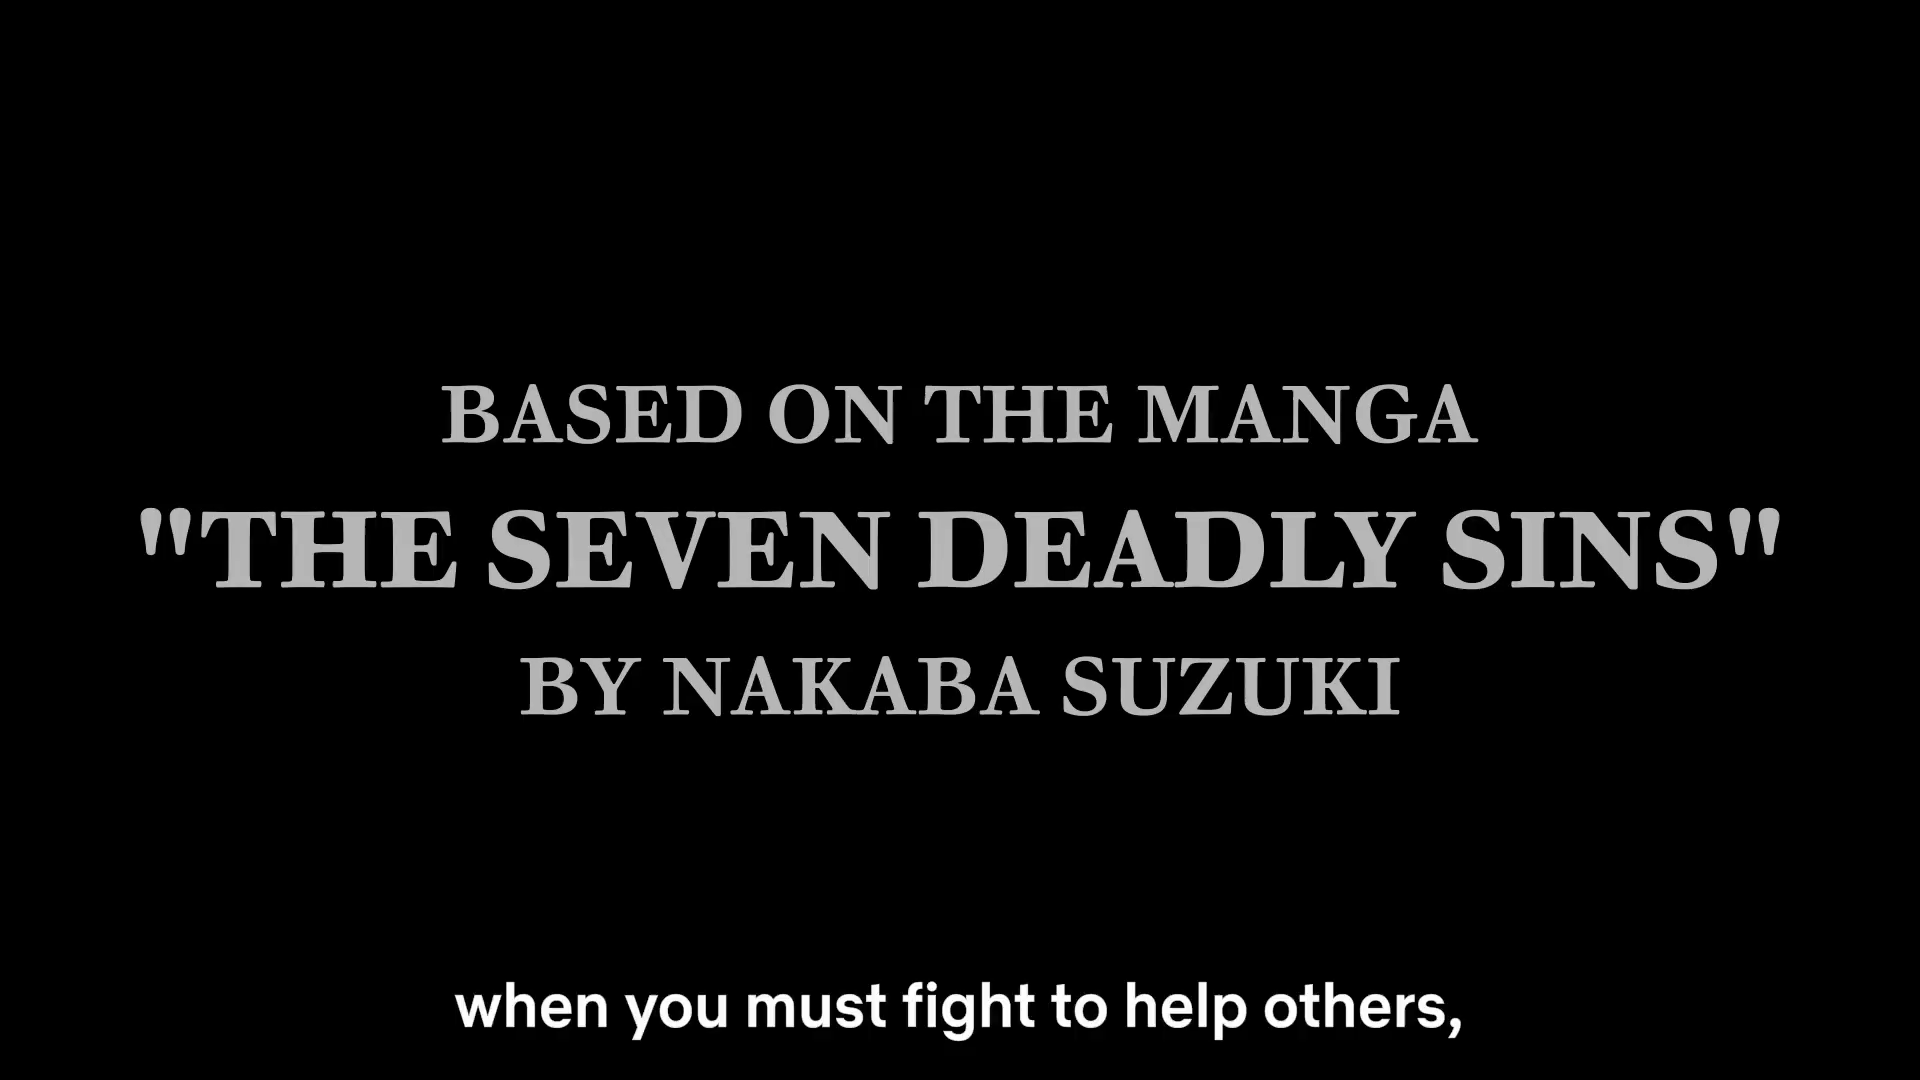 BASED ON THE MANGA
"THE SEVEN DEADLY SINS"
BY NAKABA SUZUKI
when you must fight to help others,